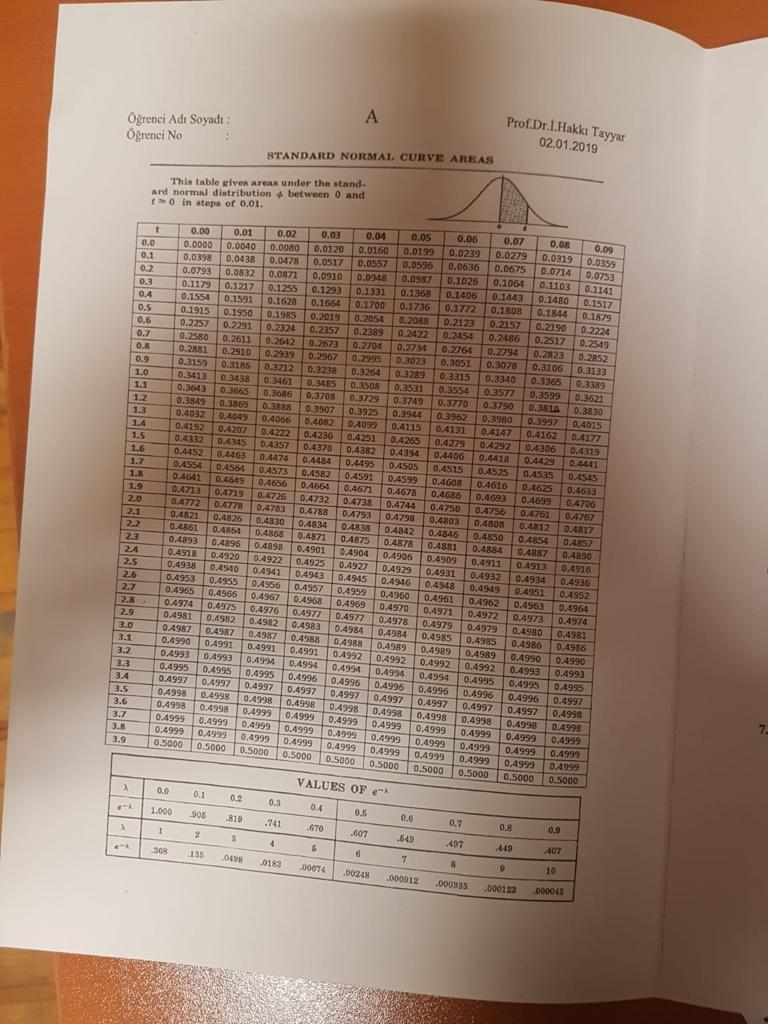 Öğrenci Adı Soyadı :
A
Prof.Dr.İ.Hakkı Tayyar
Öğrenci No :
02.01.2019
STANDARD NORMAL CURVE AREAS
This table gives areas under the stand-
ard normal distribution ϕ between 0 and
t ≥ 0 in steps of 0.01.
0 t
t 0.00 0.01 0.02 0.03 0.04 0.05 0.06 0.07 0.08 0.09
0.0 0.0000 0.0040 0.0080 0.0120 0.0160 0.0199 0.0239 0.0279 0.0319 0.0359
0.1 0.0398 0.0438 0.0478 0.0517 0.0557 0.0596 0.0636 0.0675 0.0714 0.0753
0.2 0.0793 0.0832 0.0871 0.0910 0.0948 0.0987 0.1026 0.1064 0.1103 0.1141
0.3 0.1179 0.1217 0.1255 0.1293 0.1331 0.1368 0.1406 0.1443 0.1480 0.1517
0.4 0.1554 0.1591 0.1628 0.1664 0.1700 0.1736 0.1772 0.1808 0.1844 0.1879
0.5 0.1915 0.1950 0.1985 0.2019 0.2054 0.2088 0.2123 0.2157 0.2190 0.2224
0.6 0.2257 0.2291 0.2324 0.2357 0.2389 0.2422 0.2454 0.2486 0.2517 0.2549
0.7 0.2580 0.2611 0.2642 0.2673 0.2704 0.2734 0.2764 0.2794 0.2823 0.2852
0.8 0.2881 0.2910 0.2939 0.2967 0.2995 0.3023 0.3051 0.3078 0.3106 0.3133
0.9 0.3159 0.3186 0.3212 0.3238 0.3264 0.3289 0.3315 0.3340 0.3365 0.3389
1.0 0.3413 0.3438 0.3461 0.3485 0.3508 0.3531 0.3554 0.3577 0.3599 0.3621
1.1 0.3643 0.3665 0.3686 0.3708 0.3729 0.3749 0.3770 0.3790 0.3810 0.3830
1.2 0.3849 0.3869 0.3888 0.3907 0.3925 0.3944 0.3962 0.3980 0.3997 0.4015
1.3 0.4032 0.4049 0.4066 0.4082 0.4099 0.4115 0.4131 0.4147 0.4162 0.4177
1.4 0.4192 0.4207 0.4222 0.4236 0.4251 0.4265 0.4279 0.4292 0.4306 0.4319
1.5 0.4332 0.4345 0.4357 0.4370 0.4382 0.4394 0.4406 0.4418 0.4429 0.4441
1.6 0.4452 0.4463 0.4474 0.4484 0.4495 0.4505 0.4515 0.4525 0.4535 0.4545
1.7 0.4554 0.4564 0.4573 0.4582 0.4591 0.4599 0.4608 0.4616 0.4625 0.4633
1.8 0.4641 0.4649 0.4656 0.4664 0.4671 0.4678 0.4686 0.4693 0.4699 0.4706
1.9 0.4713 0.4719 0.4726 0.4732 0.4738 0.4744 0.4750 0.4756 0.4761 0.4767
2.0 0.4772 0.4778 0.4783 0.4788 0.4793 0.4798 0.4803 0.4808 0.4812 0.4817
2.1 0.4821 0.4826 0.4830 0.4834 0.4838 0.4842 0.4846 0.4850 0.4854 0.4857
2.2 0.4861 0.4864 0.4868 0.4871 0.4875 0.4878 0.4881 0.4884 0.4887 0.4890
2.3 0.4893 0.4896 0.4898 0.4901 0.4904 0.4906 0.4909 0.4911 0.4913 0.4916
2.4 0.4918 0.4920 0.4922 0.4925 0.4927 0.4929 0.4931 0.4932 0.4934 0.4936
2.5 0.4938 0.4940 0.4941 0.4943 0.4945 0.4946 0.4948 0.4949 0.4951 0.4952
2.6 0.4953 0.4955 0.4956 0.4957 0.4959 0.4960 0.4961 0.4962 0.4963 0.4964
2.7 0.4965 0.4966 0.4967 0.4968 0.4969 0.4970 0.4971 0.4972 0.4973 0.4974
2.8 0.4974 0.4975 0.4976 0.4977 0.4977 0.4978 0.4979 0.4979 0.4980 0.4981
2.9 0.4981 0.4982 0.4982 0.4983 0.4984 0.4984 0.4985 0.4985 0.4986 0.4986
3.0 0.4987 0.4987 0.4987 0.4988 0.4988 0.4989 0.4989 0.4989 0.4990 0.4990
3.1 0.4990 0.4991 0.4991 0.4991 0.4992 0.4992 0.4992 0.4992 0.4993 0.4993
3.2 0.4993 0.4993 0.4994 0.4994 0.4994 0.4994 0.4994 0.4995 0.4995 0.4995
3.3 0.4995 0.4995 0.4995 0.4996 0.4996 0.4996 0.4996 0.4996 0.4996 0.4997
3.4 0.4997 0.4997 0.4997 0.4997 0.4997 0.4997 0.4997 0.4997 0.4997 0.4998
3.5 0.4998 0.4998 0.4998 0.4998 0.4998 0.4998 0.4998 0.4998 0.4998 0.4998
3.6 0.4998 0.4998 0.4999 0.4999 0.4999 0.4999 0.4999 0.4999 0.4999 0.4999
3.7 0.4999 0.4999 0.4999 0.4999 0.4999 0.4999 0.4999 0.4999 0.4999 0.4999
3.8 0.4999 0.4999 0.4999 0.4999 0.4999 0.4999 0.4999 0.4999 0.4999 0.4999
3.9 0.5000 0.5000 0.5000 0.5000 0.5000 0.5000 0.5000 0.5000 0.5000 0.5000
VALUES OF e⁻λ
λ 0.0 0.1 0.2 0.3 0.4 0.5 0.6 0.7 0.8 0.9
e⁻λ 1.000 .905 .819 .741 .670 .607 .549 .497 .449 .407
λ 1 2 3 4 5 6 7 8 9 10
e⁻λ .368 .135 .0498 .0183 .00674 .00248 .000912 .000335 .000123 .000045
7.